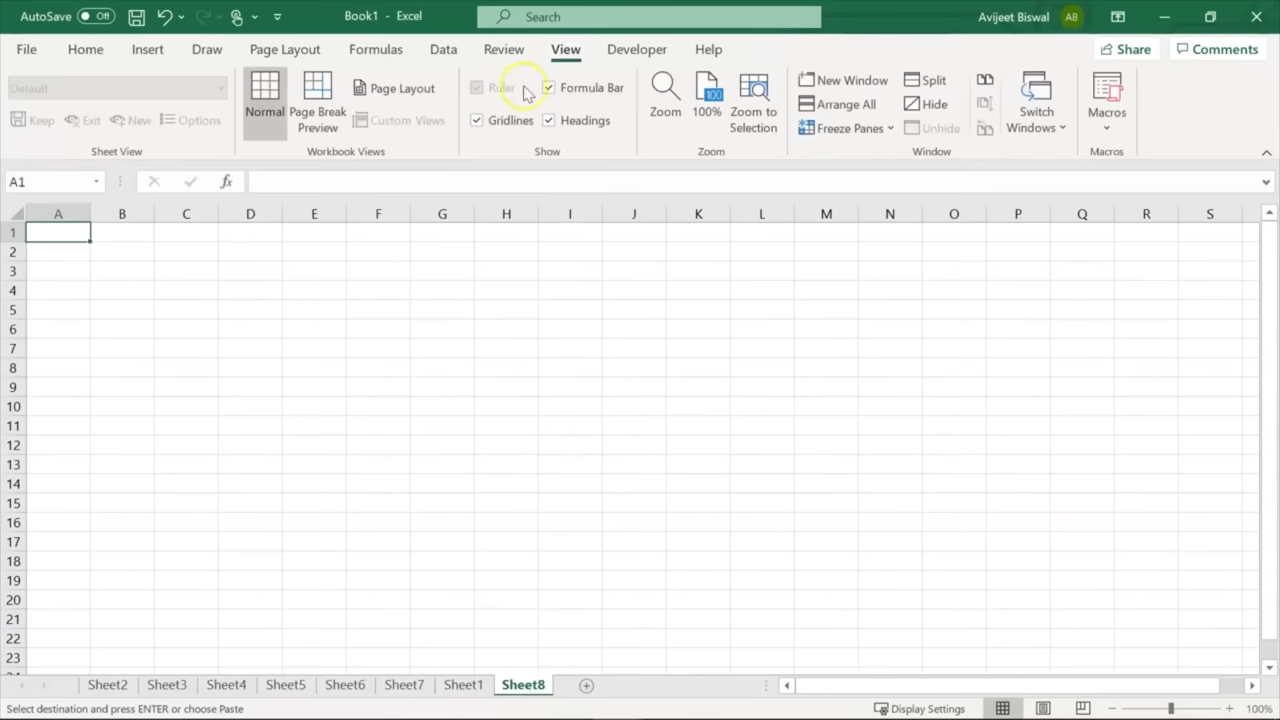 AutoSave Off Book1 - Excel Search Avijeet Biswal AB
File Home Insert Draw Page Layout Formulas Data Review View Developer Help Share Comments
Default
Keep Exit New Options
Sheet View
Normal
Page Break Preview
Page Layout
Custom Views
Workbook Views
Ruler Formula Bar
Gridlines Headings
Show
Zoom
100
100%
Zoom to Selection
Zoom
New Window Split
Arrange All Hide
Freeze Panes Unhide
Switch Windows
Window
Macros
Macros
A1 fx
A B C D E F G H I J K L M N O P Q R S
1
2
3
4
5
6
7
8
9
10
11
12
13
14
15
16
17
18
19
20
21
22
23
Sheet2 Sheet3 Sheet4 Sheet5 Sheet6 Sheet7 Sheet1 Sheet8
Select destination and press ENTER or choose Paste Display Settings 100%